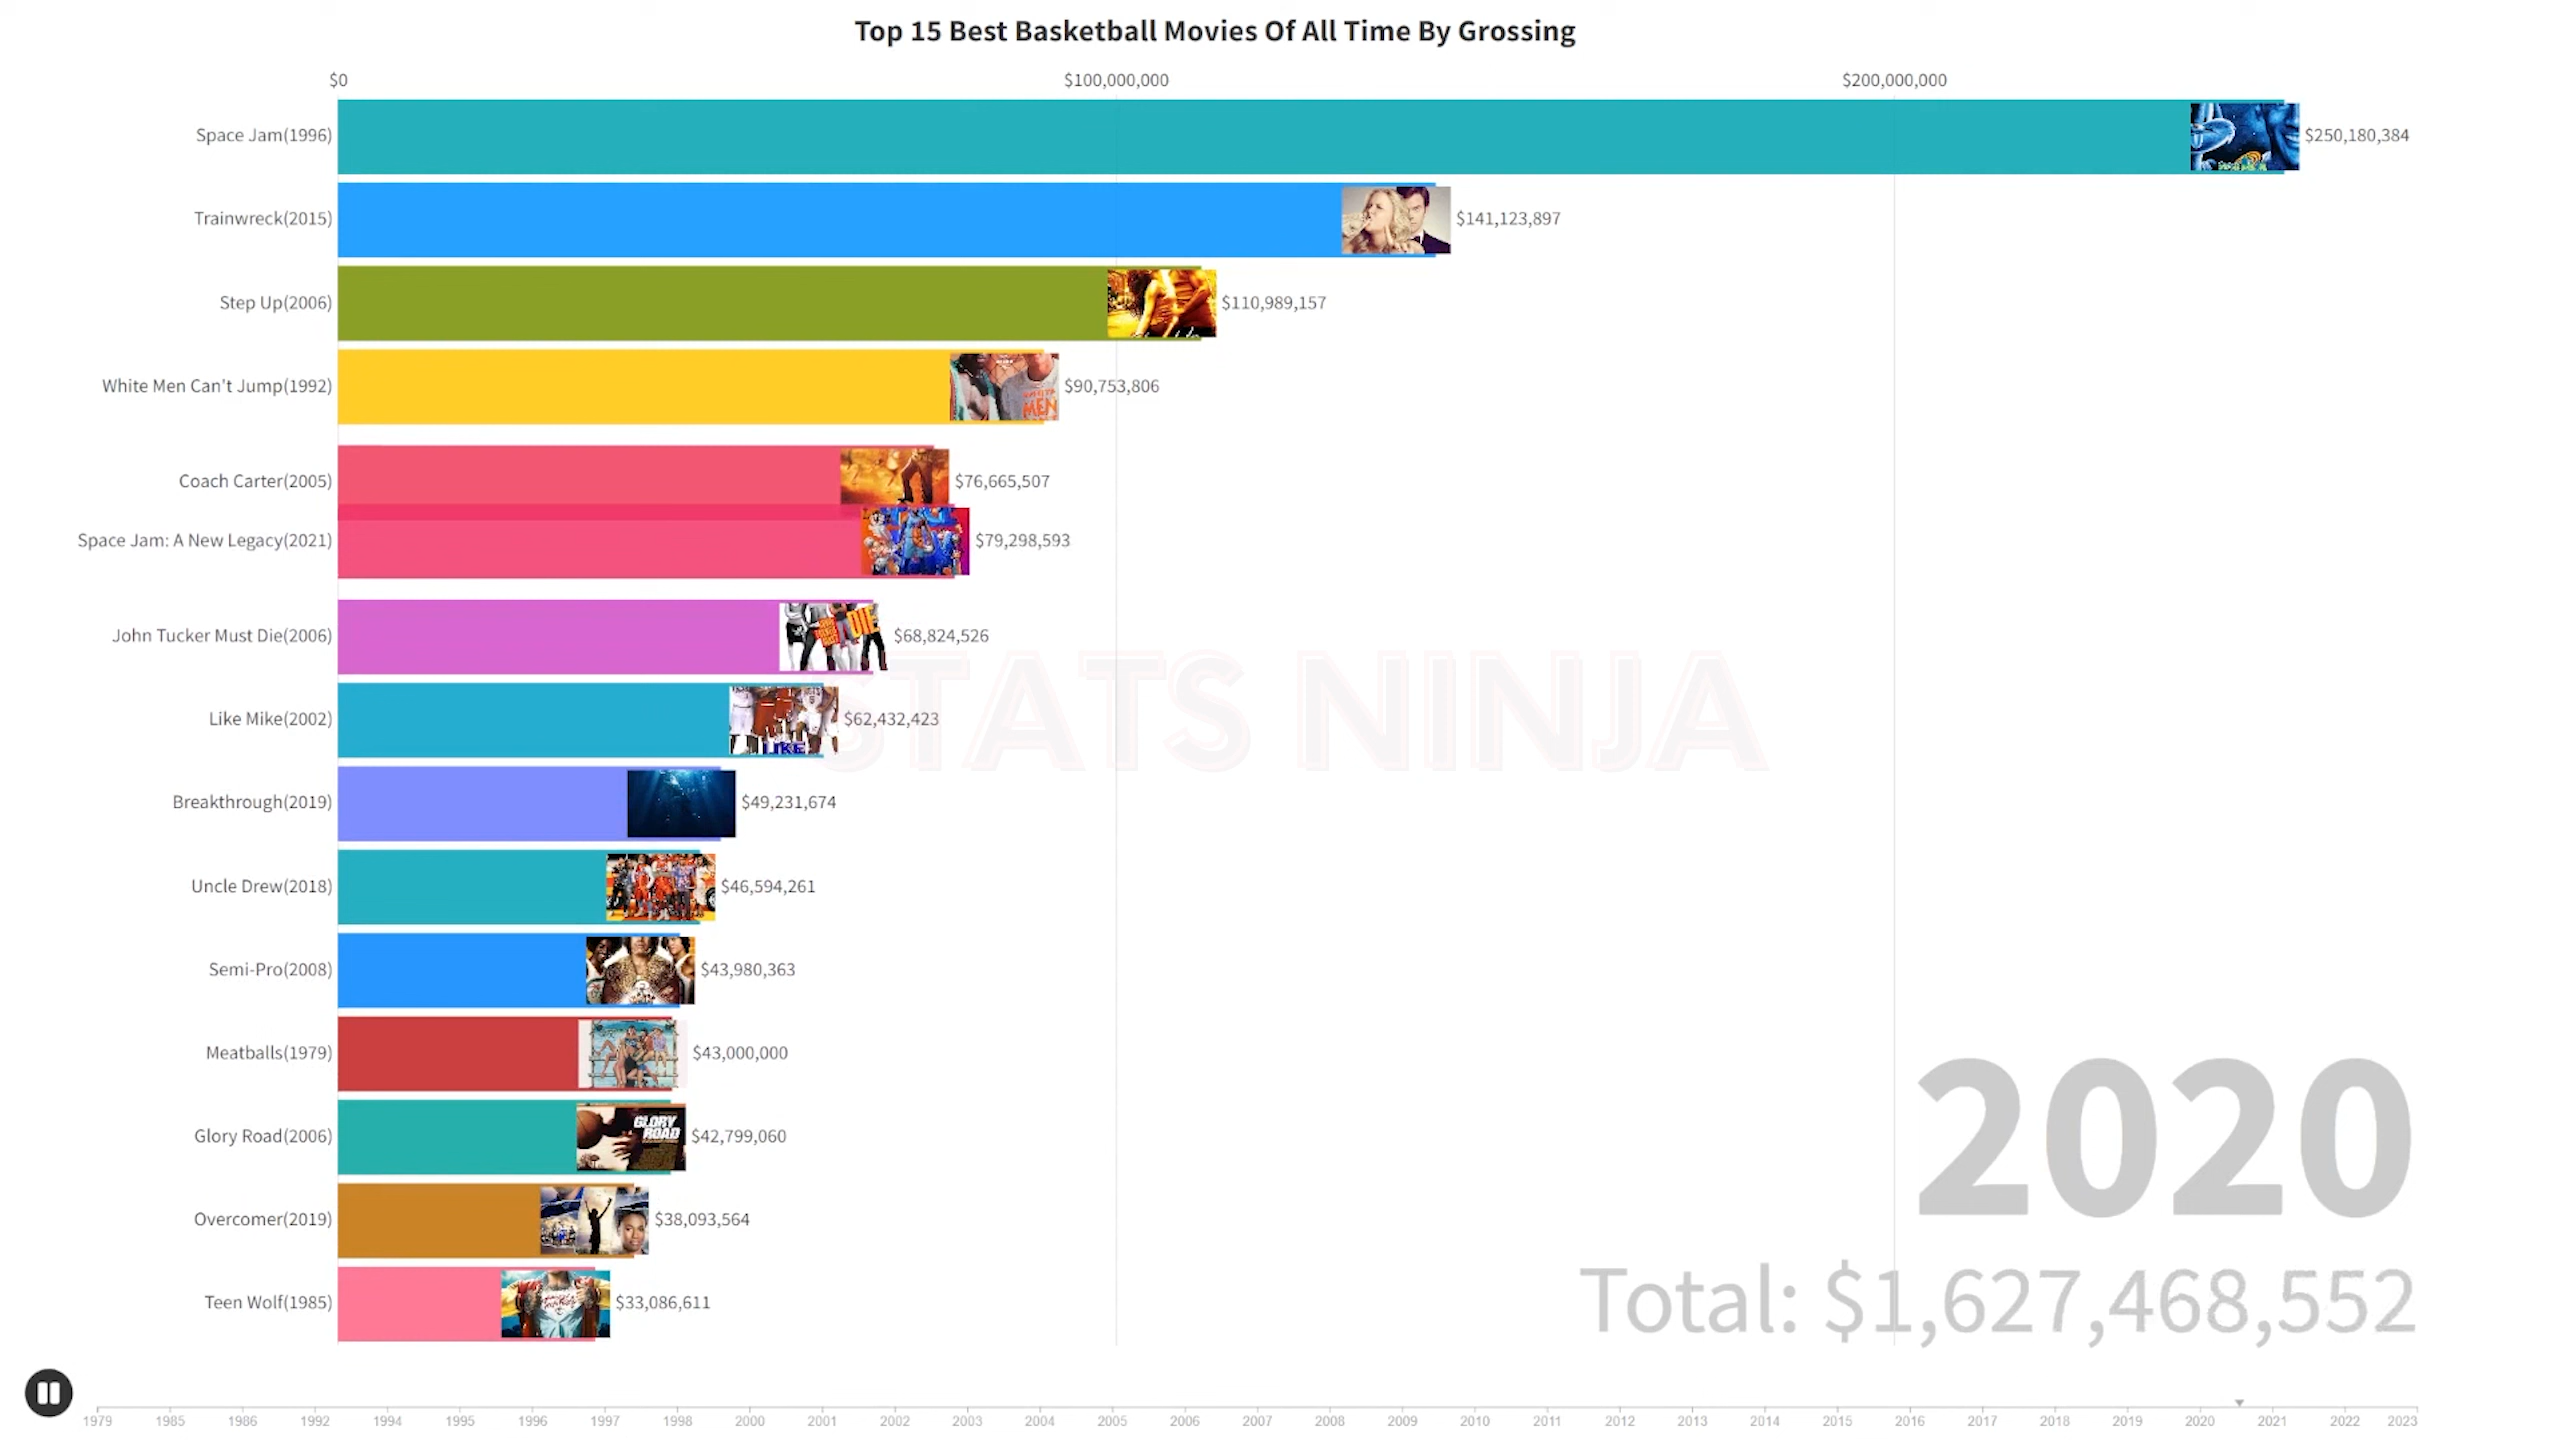 Top 15 Best Basketball Movies Of All Time By Grossing
$0 $100,000,000 $200,000,000
Space Jam(1996) $250,180,384
Trainwreck(2015) $141,123,897
Step Up(2006) $110,989,157
White Men Can't Jump(1992) MEN $90,753,806
Coach Carter(2005) $76,665,507
Space Jam: A New Legacy(2021) $79,298,593
John Tucker Must Die(2006) DIE $68,824,526
STATS NINJA
Like Mike(2002) LIKE $62,432,423
Breakthrough(2019) $49,231,674
Uncle Drew(2018) $46,594,261
Semi-Pro(2008) $43,980,363
Meatballs(1979) $43,000,000
Glory Road(2006) GLORY ROAD $42,799,060
Overcomer(2019) $38,093,564
Teen Wolf(1985) $33,086,611
2020
Total: $1,627,468,552
1979 1985 1986 1992 1994 1995 1996 1997 1998 2000 2001 2002 2003 2004 2005 2006 2007 2008 2009 2010 2011 2012 2013 2014 2015 2016 2017 2018 2019 2020 2021 2022 2023